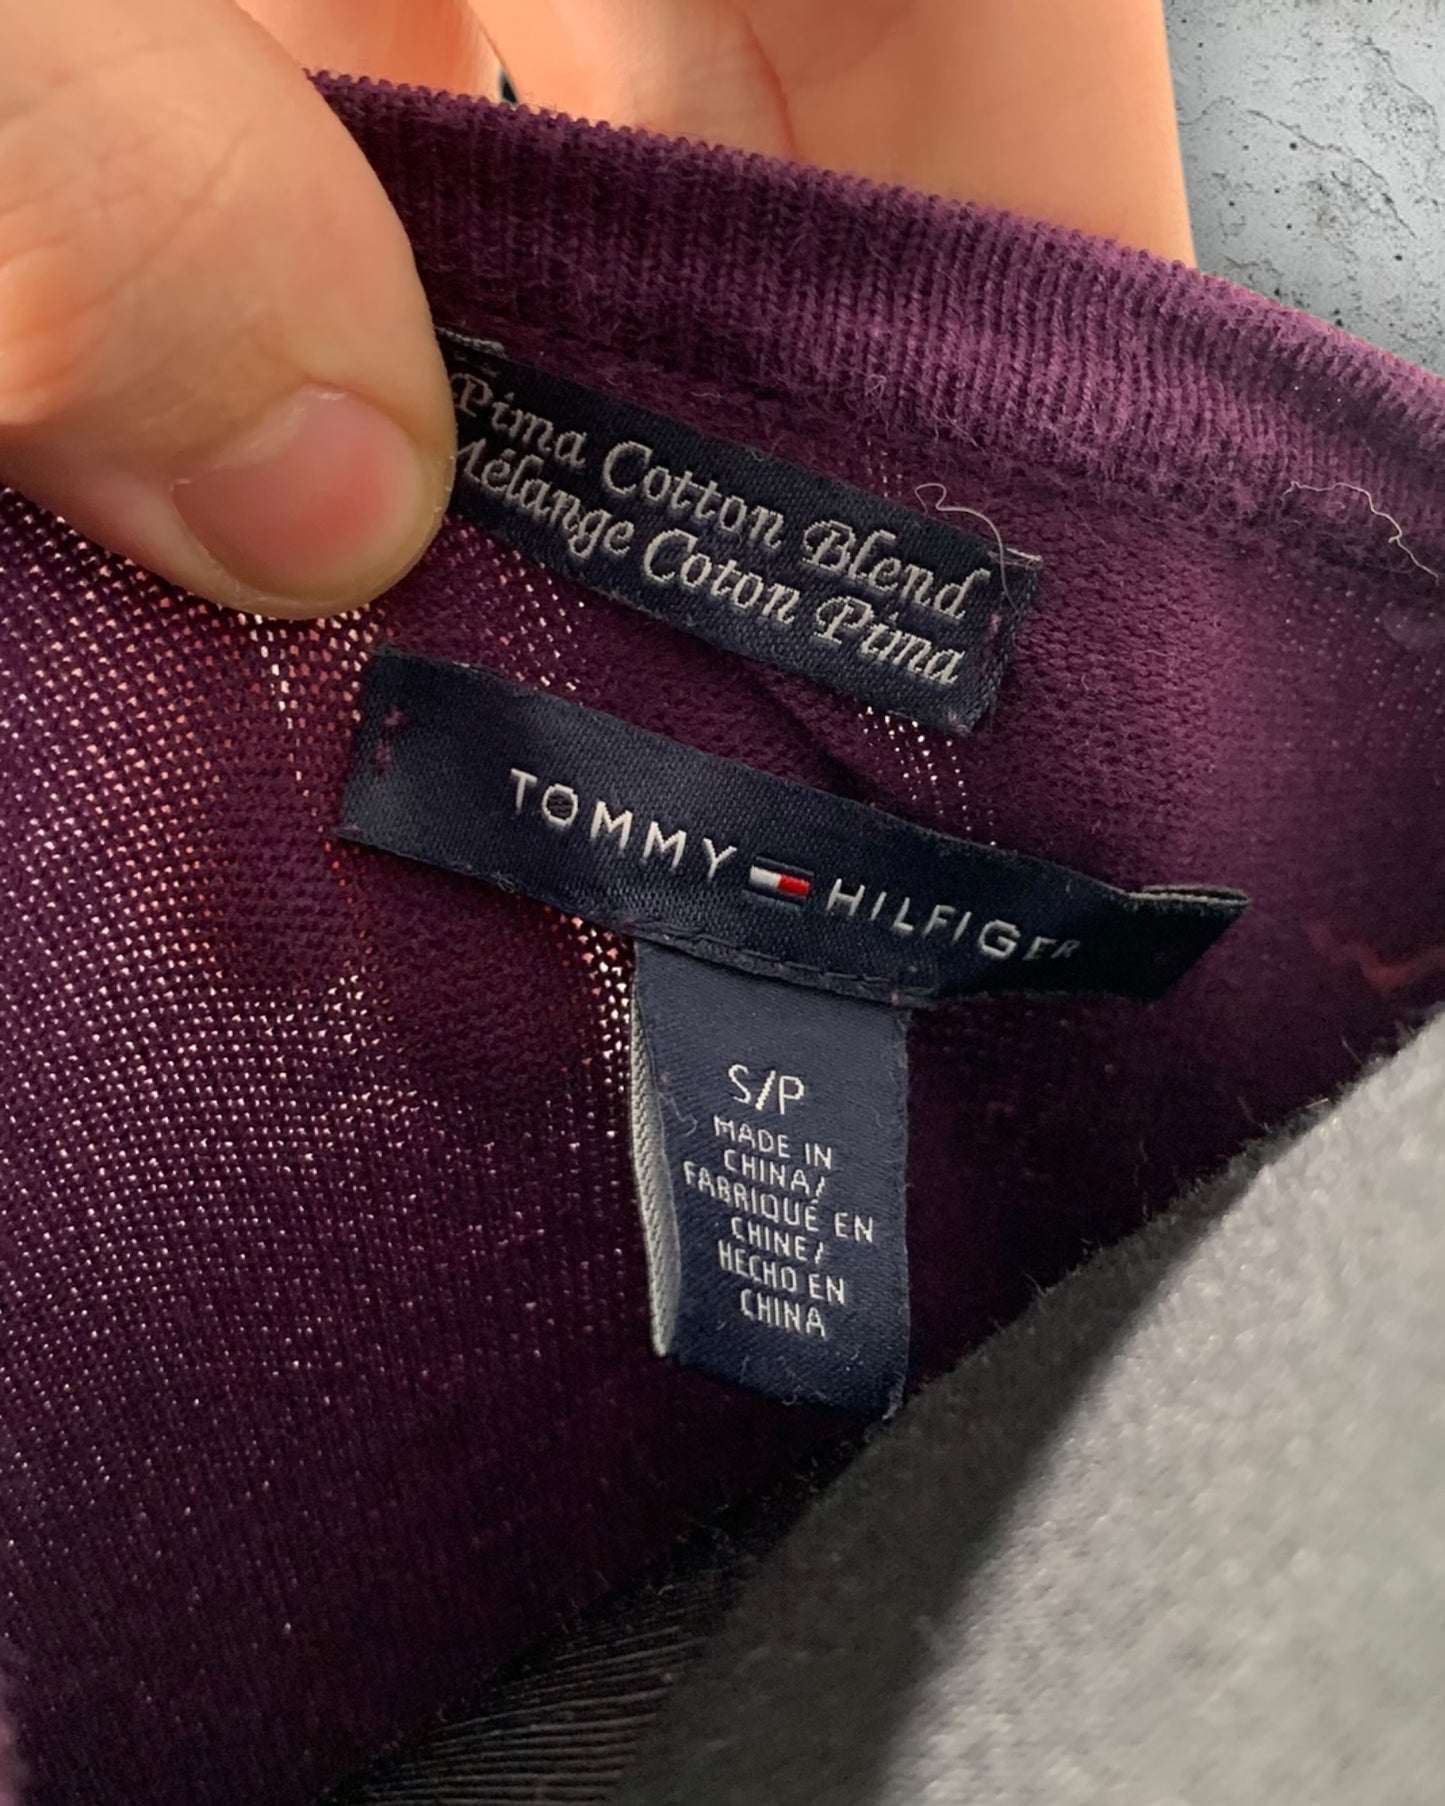 Pima Cotton Blend
Mélange Coton Pima
TOMMY HILFIGER
S/P
MADE IN
CHINA/
FABRIQUÉ EN
CHINE/
HECHO EN
CHINA